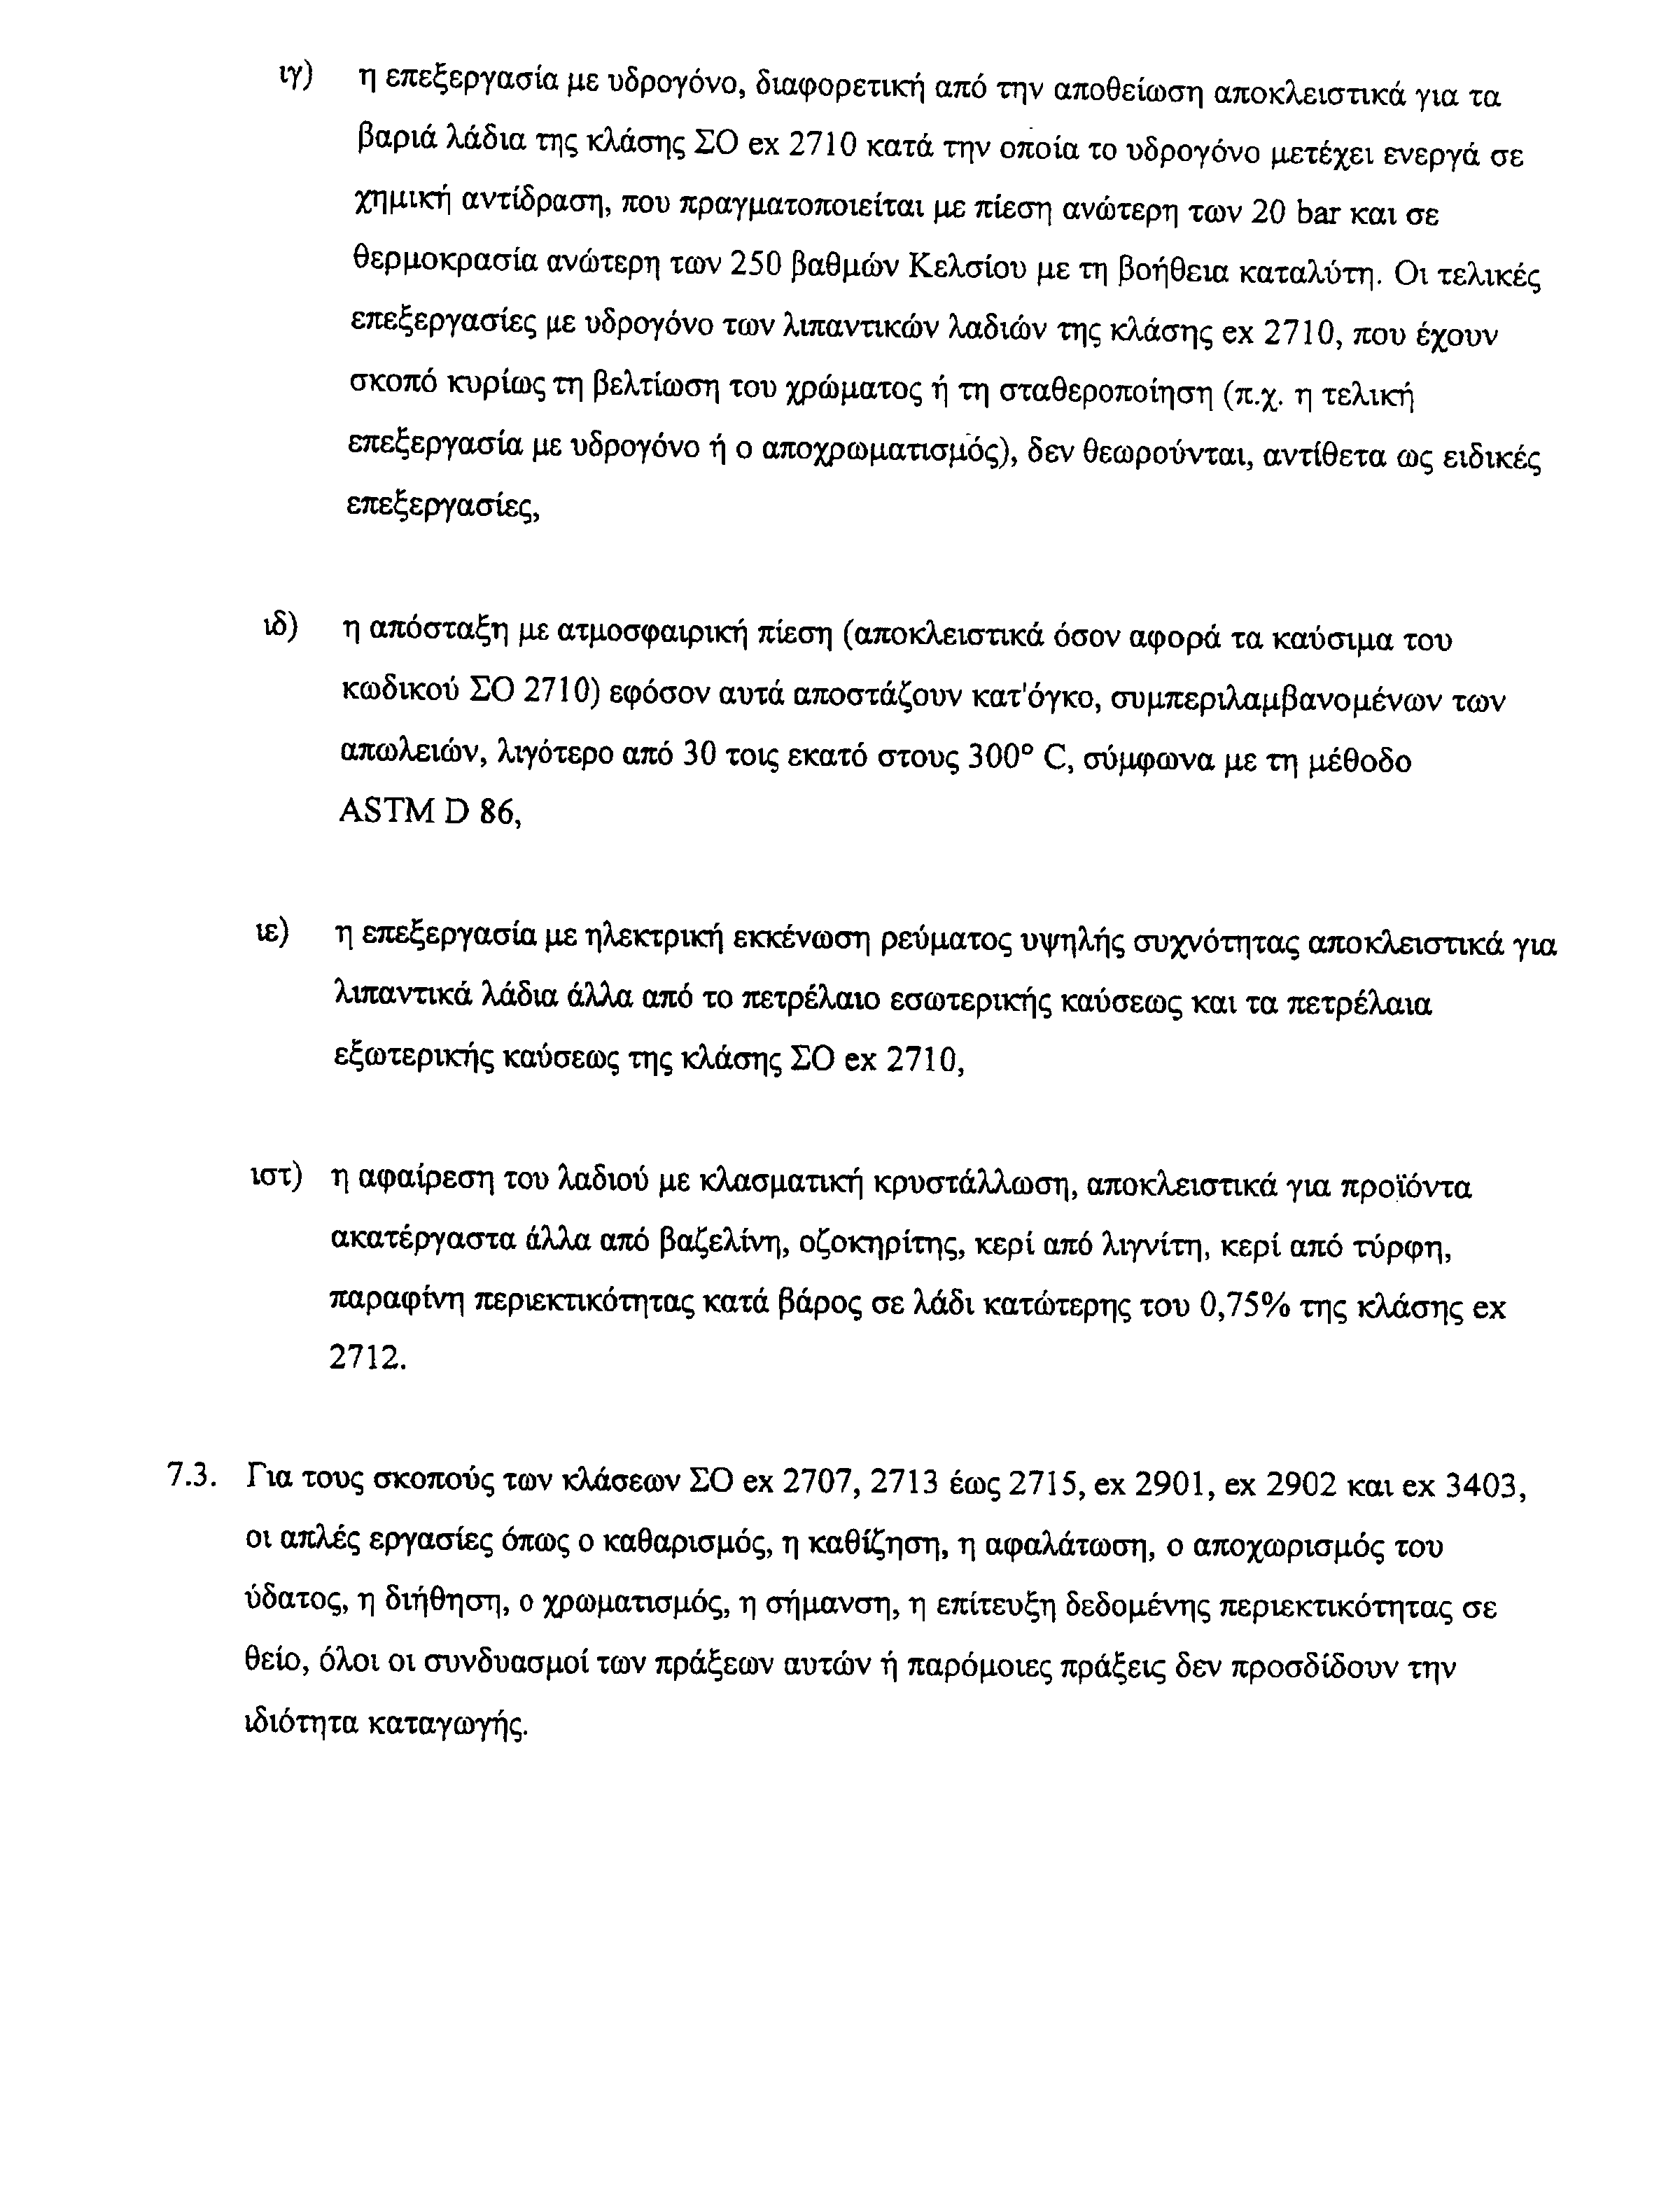 ιγ) η επεξεργασία με υδρογόνο, διαφορετική από την αποθείωση αποκλειστικά για τα
βαριά λάδια της κλάσης ΣΟ ex 2710 κατά την οποία το υδρογόνο μετέχει ενεργά σε
χημική αντίδραση, που πραγματοποιείται με πίεση ανώτερη των 20 bar και σε
θερμοκρασία ανώτερη των 250 βαθμών Κελσίου με τη βοήθεια καταλύτη. Οι τελικές
επεξεργασίες με υδρογόνο των λιπαντικών λαδιών της κλάσης ex 2710, που έχουν
σκοπό κυρίως τη βελτίωση του χρώματος ή τη σταθεροποίηση (π.χ. η τελική
επεξεργασία με υδρογόνο ή ο αποχρωματισμός), δεν θεωρούνται, αντίθετα ως ειδικές
επεξεργασίες,
ιδ) η απόσταξη με ατμοσφαιρική πίεση (αποκλειστικά όσον αφορά τα καύσιμα του
κωδικού ΣΟ 2710) εφόσον αυτά αποστάζουν κατ'όγκο, συμπεριλαμβανομένων των
απωλειών, λιγότερο από 30 τοις εκατό στους 300° C, σύμφωνα με τη μέθοδο
ASTM D 86,
ιε) η επεξεργασία με ηλεκτρική εκκένωση ρεύματος υψηλής συχνότητας αποκλειστικά για
λιπαντικά λάδια άλλα από το πετρέλαιο εσωτερικής καύσεως και τα πετρέλαια
εξωτερικής καύσεως της κλάσης ΣΟ ex 2710,
ιστ) η αφαίρεση του λαδιού με κλασματική κρυστάλλωση, αποκλειστικά για προϊόντα
ακατέργαστα άλλα από βαζελίνη, οζοκηρίτης, κερί από λιγνίτη, κερί από τύρφη,
παραφίνη περιεκτικότητας κατά βάρος σε λάδι κατώτερης του 0,75% της κλάσης ex
2712.
7.3. Για τους σκοπούς των κλάσεων ΣΟ ex 2707, 2713 έως 2715, ex 2901, ex 2902 και ex 3403,
οι απλές εργασίες όπως ο καθαρισμός, η καθίζηση, η αφαλάτωση, ο αποχωρισμός του
ύδατος, η διήθηση, ο χρωματισμός, η σήμανση, η επίτευξη δεδομένης περιεκτικότητας σε
θείο, όλοι οι συνδυασμοί των πράξεων αυτών ή παρόμοιες πράξεις δεν προσδίδουν την
ιδιότητα καταγωγής.